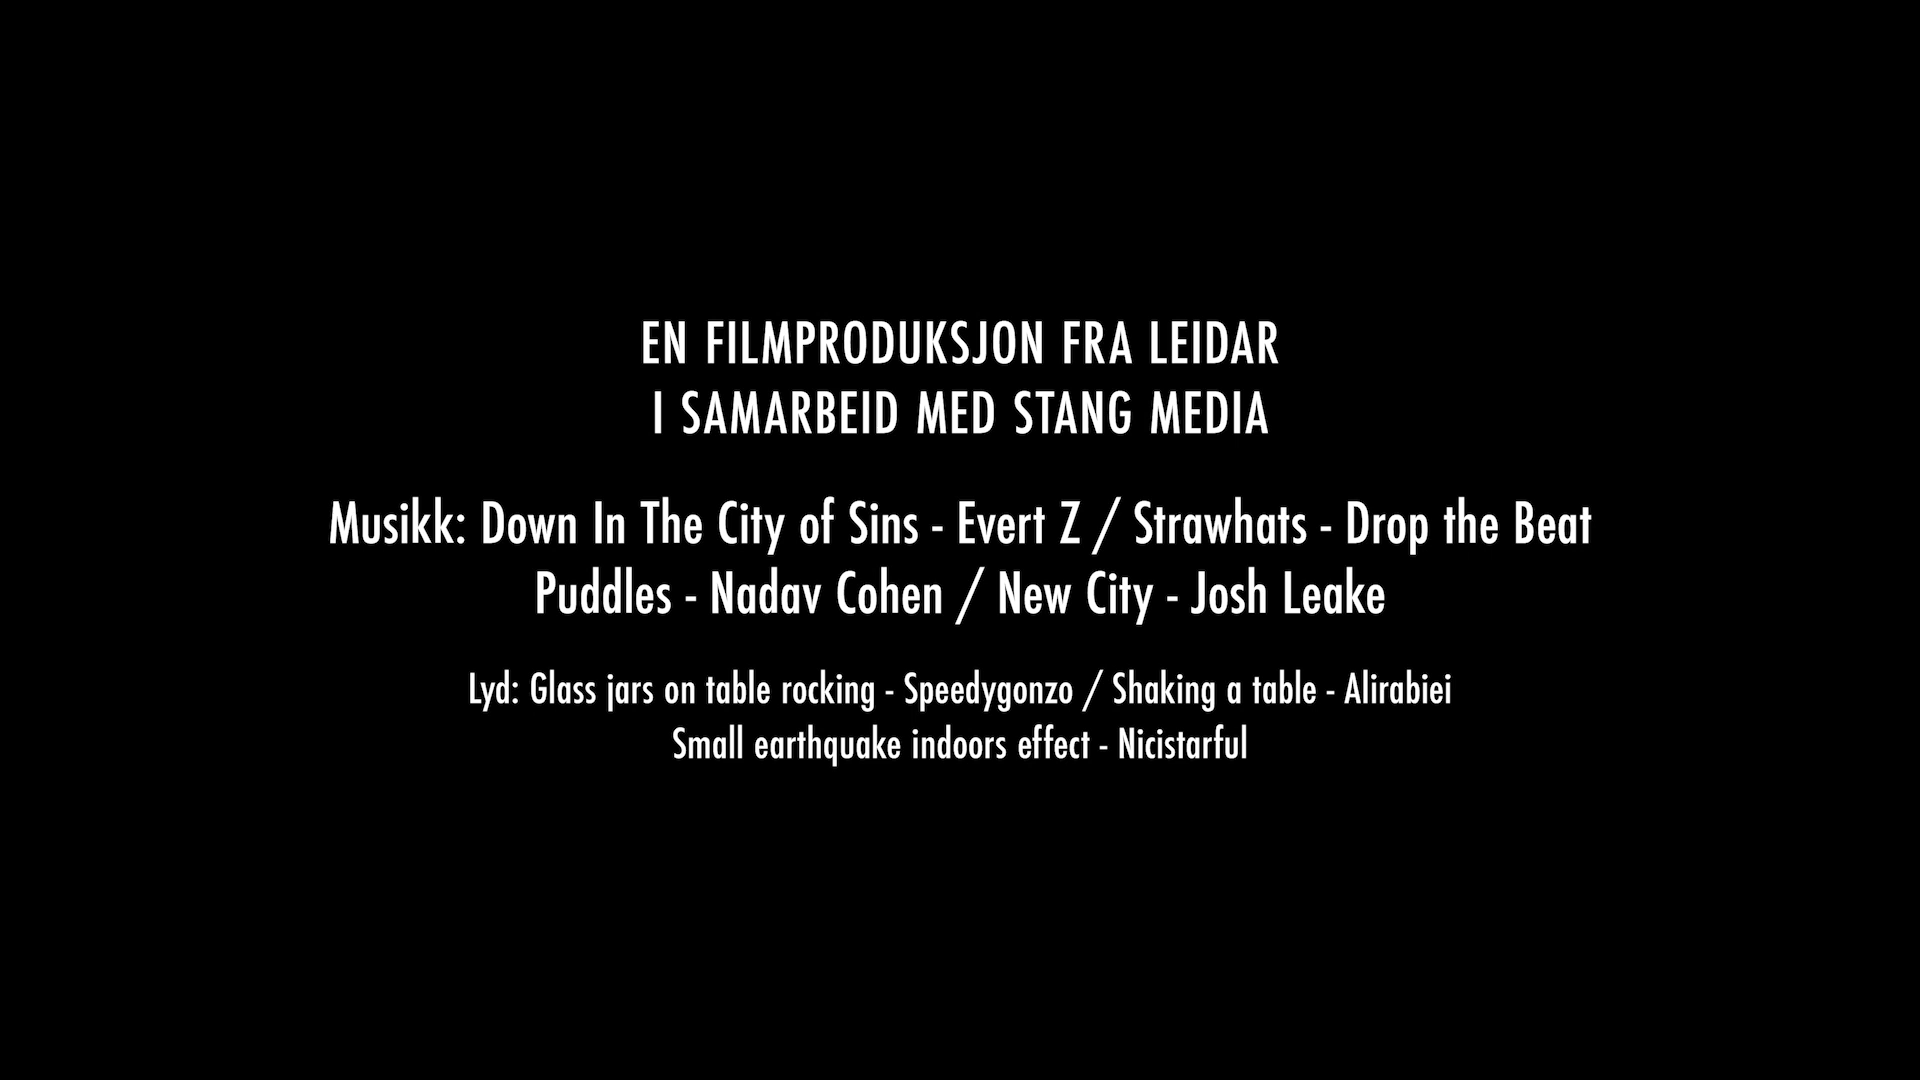 EN FILMPRODUKSJON FRA LEIDAR
I SAMARBEID MED STANG MEDIA
Musikk: Down In The City of Sins - Evert Z / Strawhats - Drop the Beat
Puddles - Nadav Cohen / New City - Josh Leake
Lyd: Glass jars on table rocking - Speedygonzo / Shaking a table - Alirabiei
Small earthquake indoors effect - Nicistarful